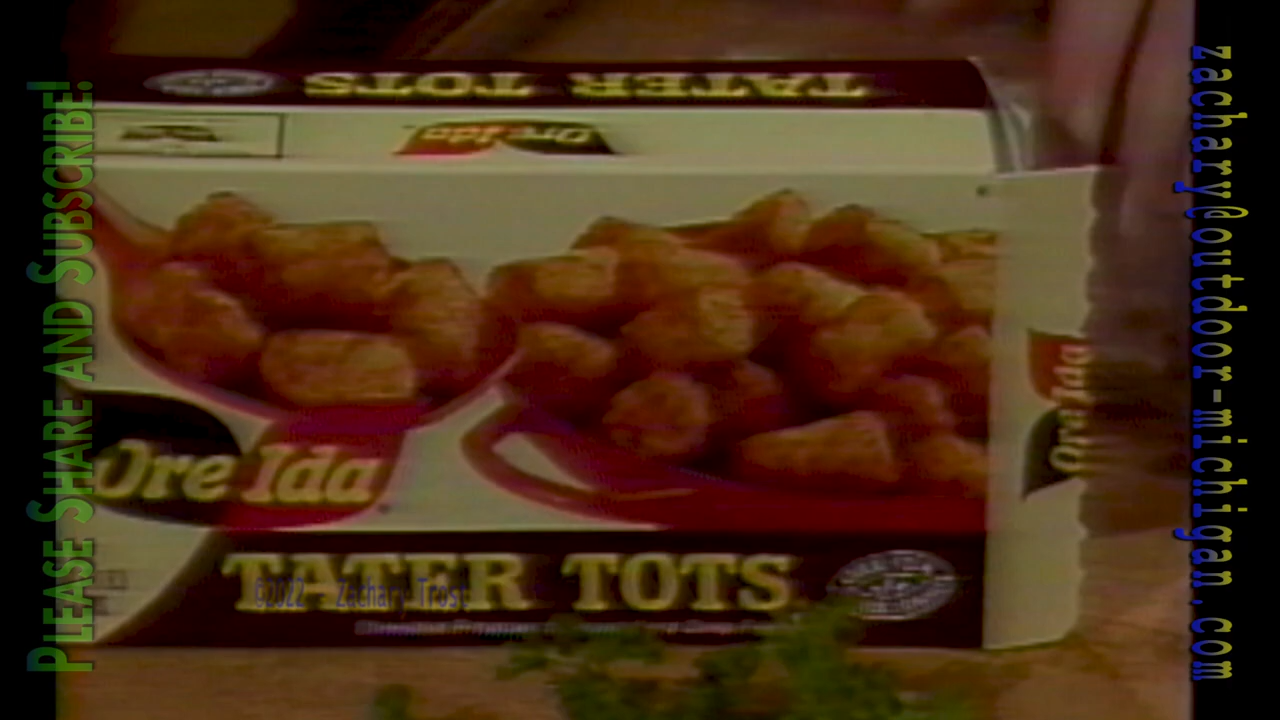 TATER TOTS
Ore Ida
Ore Ida
Ore Ida
TATER TOTS
©2022 Zachary Trost
PLEASE SHARE AND SUBSCRIBE!
zachary@outdoor-michigan.com